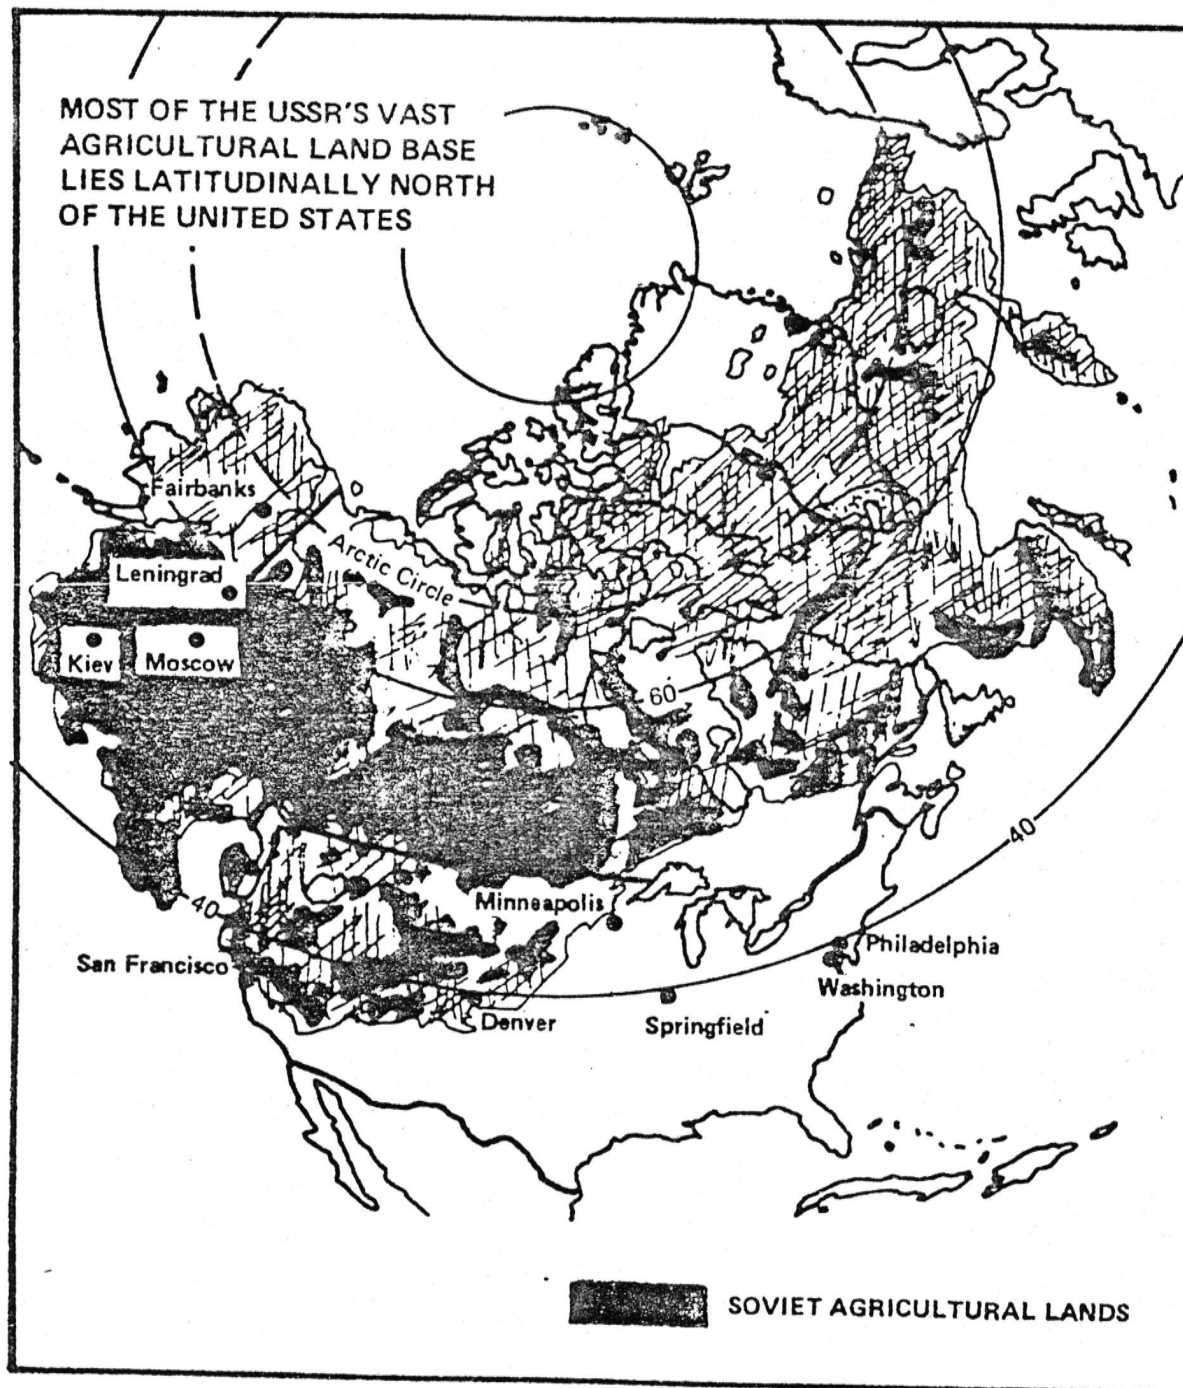 MOST OF THE USSR'S VAST
AGRICULTURAL LAND BASE
LIES LATITUDINALLY NORTH
OF THE UNITED STATES
Fairbanks
Arctic Circle
Leningrad
Kiev
Moscow
60
40
40
Minneapolis
San Francisco
Philadelphia
Washington
Denver
Springfield
SOVIET AGRICULTURAL LANDS